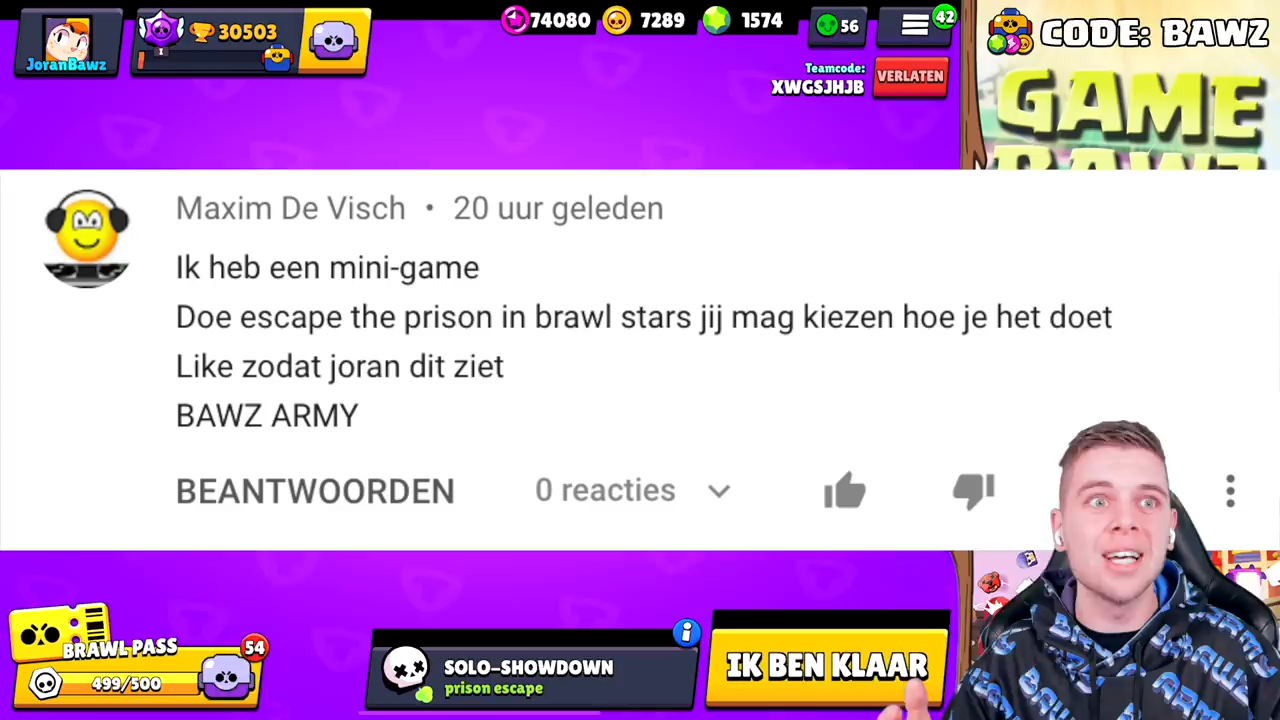 JoranBawz
30503
I
74080
7289
1574
56
42
CODE: BAWZ
Teamcode:
XWGSJHJB
VERLATEN
GAME
BAWZ
Maxim De Visch • 20 uur geleden
Ik heb een mini-game
Doe escape the prison in brawl stars jij mag kiezen hoe je het doet
Like zodat joran dit ziet
BAWZ ARMY
BEANTWOORDEN
0 reacties
BRAWL PASS
54
499/500
SOLO-SHOWDOWN
prison escape
i
IK BEN KLAAR